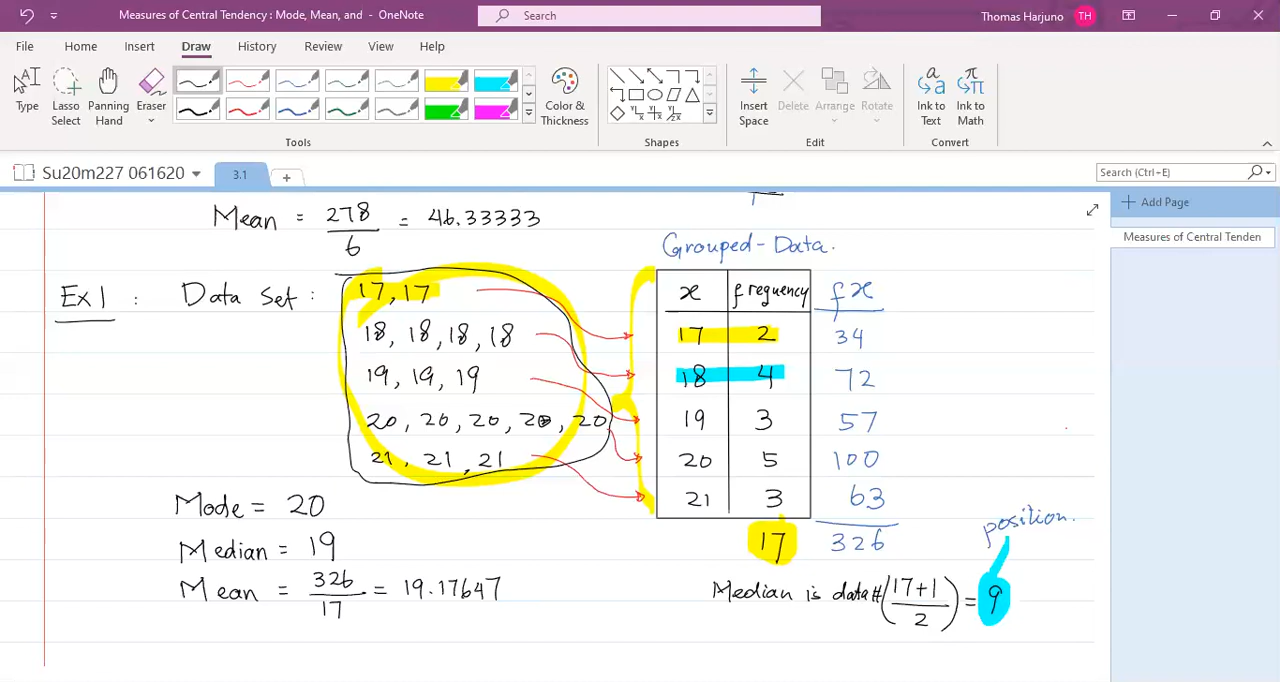 Measures of Central Tendency : Mode, Mean, and - OneNote
Search
Thomas Harjuno
TH
File Home Insert Draw History Review View Help
Type
Lasso Select
Panning Hand
Eraser
Color & Thickness
Insert Space
Delete
Arrange
Rotate
Ink to Text
Ink to Math
Tools
Shapes
Edit
Convert
Su20m227 061620
3.1
Search (Ctrl+E)
Add Page
Measures of Central Tenden
Mean = 278/6 = 46.33333
Grouped-Data.
Ex1 : Data Set :
17, 17
18, 18, 18, 18
19, 19, 19
20, 20, 20, 20, 20
21, 21, 21
x frequency fx
17 2 34
18 4 72
19 3 57
20 5 100
21 3 63
17 326
Mode = 20
Median = 19
Mean = 326/17 = 19.17647
position.
Median is data# (17+1/2) = 9